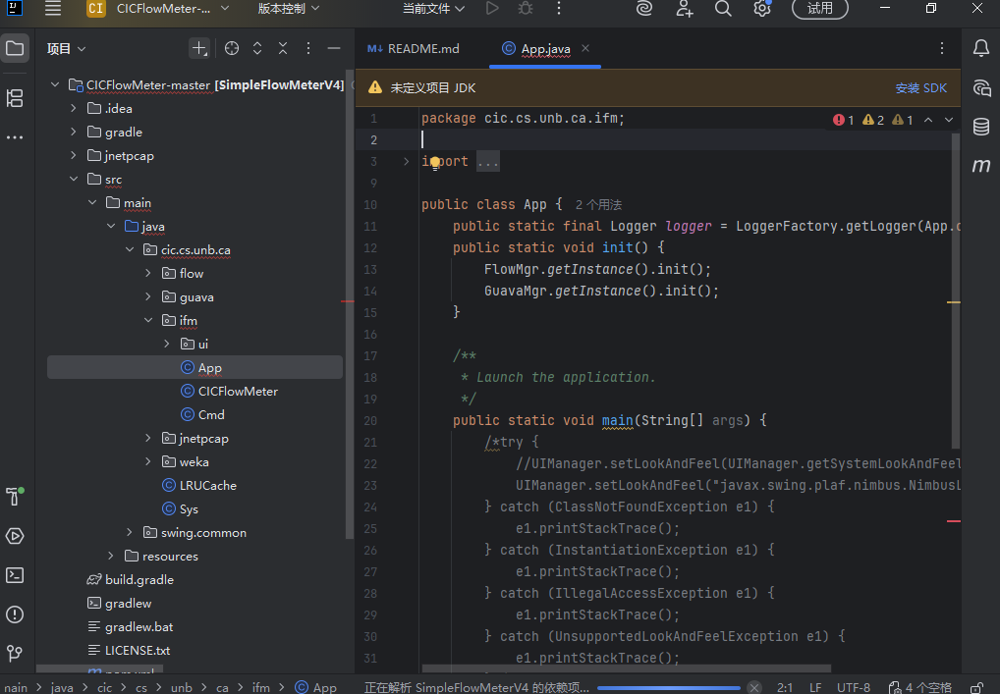 CI CICFlowMeter-... 版本控制 当前文件 试用
项目
README.md App.java
CICFlowMeter-master [SimpleFlowMeterV4]
.idea
gradle
jnetpcap
src
main
java
cic.cs.unb.ca
flow
guava
ifm
ui
App
CICFlowMeter
Cmd
jnetpcap
weka
LRUCache
Sys
swing.common
resources
build.gradle
gradlew
gradlew.bat
LICENSE.txt
pom.xml
未定义项目 JDK 安装 SDK
1 package cic.cs.unb.ca.ifm; 1 2 1
2
3 import ...
9
10 public class App { 2 个用法
11 public static final Logger logger = LoggerFactory.getLogger(App.c
12 public static void init() {
13 FlowMgr.getInstance().init();
14 GuavaMgr.getInstance().init();
15 }
16
17 /**
18 * Launch the application.
19 */
20 public static void main(String[] args) {
21 /*try {
22 //UIManager.setLookAndFeel(UIManager.getSystemLookAndFeel
23 UIManager.setLookAndFeel("javax.swing.plaf.nimbus.NimbusL
24 } catch (ClassNotFoundException e1) {
25 e1.printStackTrace();
26 } catch (InstantiationException e1) {
27 e1.printStackTrace();
28 } catch (IllegalAccessException e1) {
29 e1.printStackTrace();
30 } catch (UnsupportedLookAndFeelException e1) {
31 e1.printStackTrace();
nain java cic cs unb ca ifm App 正在解析 SimpleFlowMeterV4 的依赖项... 2:1 LF UTF-8 4 个空格